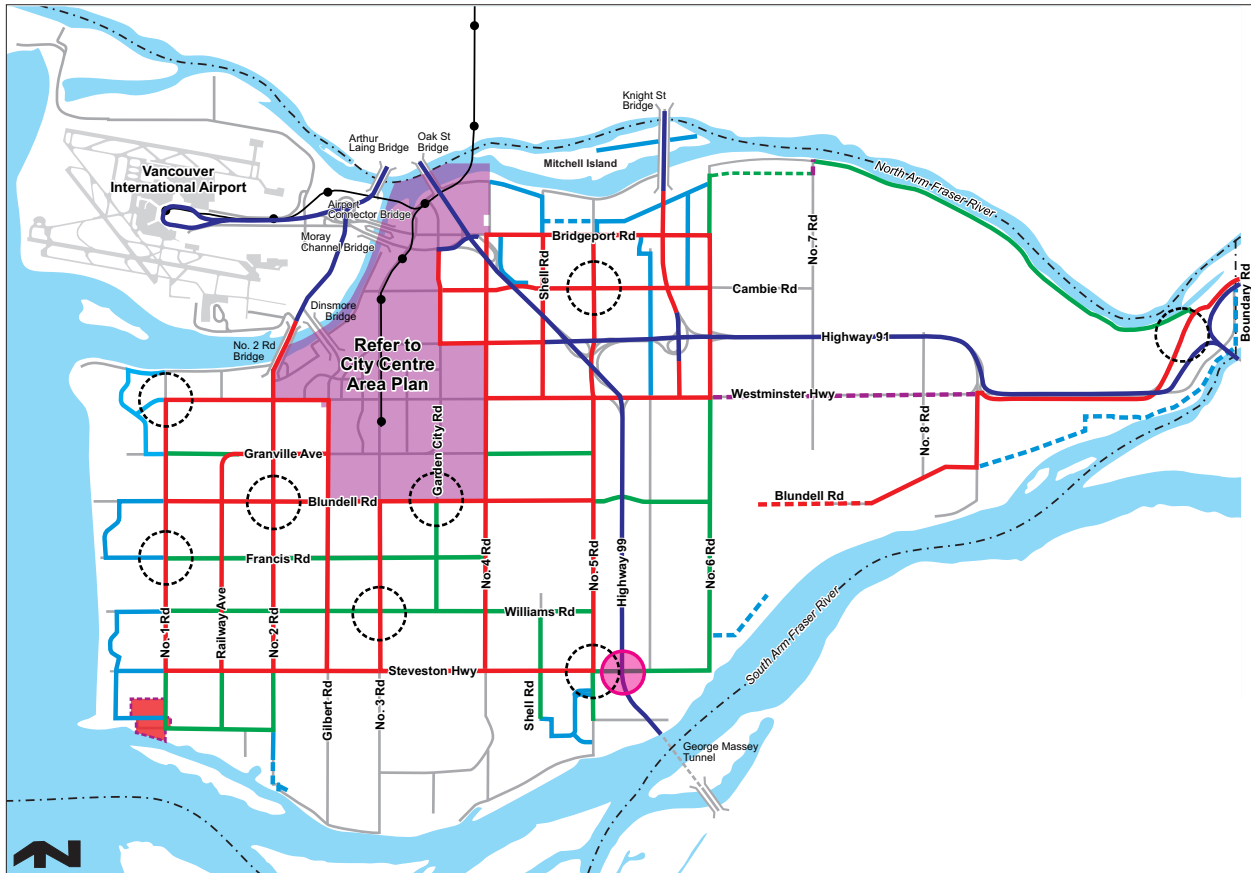 Knight St
Bridge
Arthur
Laing Bridge
Oak St
Bridge
Mitchell Island
Vancouver
International Airport
North Arm Fraser River
Airport
Connector Bridge
No. 7 Rd
Moray
Channel Bridge
Bridgeport Rd
Shell Rd
Boundary Rd
Cambie Rd
Dinsmore
Bridge
No. 2 Rd
Bridge
Refer to
City Centre
Area Plan
Highway 91
Westminster Hwy
Garden City Rd
No. 8 Rd
Granville Ave
Blundell Rd
Blundell Rd
Francis Rd
No. 4 Rd
No. 5 Rd
Highway 99
No. 6 Rd
Williams Rd
No. 1 Rd
Railway Ave
No. 2 Rd
South Arm Fraser River
Steveston Hwy
Gilbert Rd
No. 3 Rd
Shell Rd
George Massey
Tunnel
N